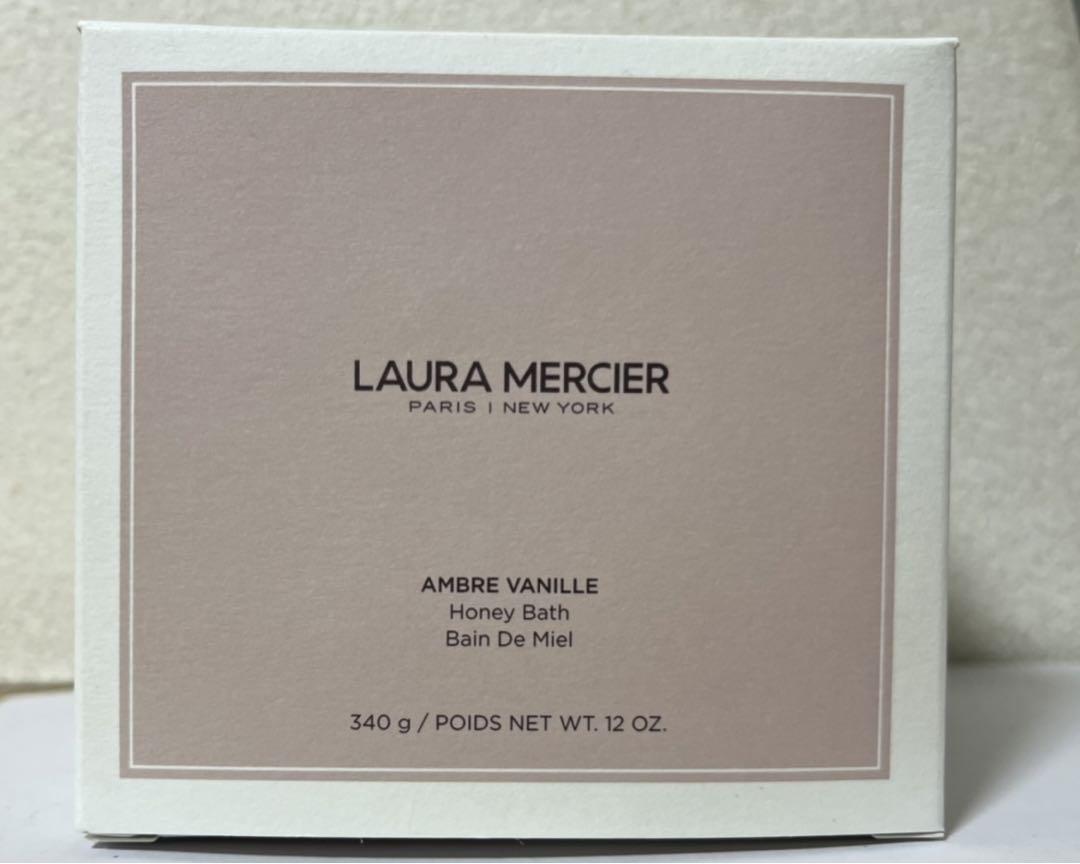 LAURA MERCIER
PARIS | NEW YORK
AMBRE VANILLE
Honey Bath
Bain De Miel
340 g / POIDS NET WT. 12 OZ.